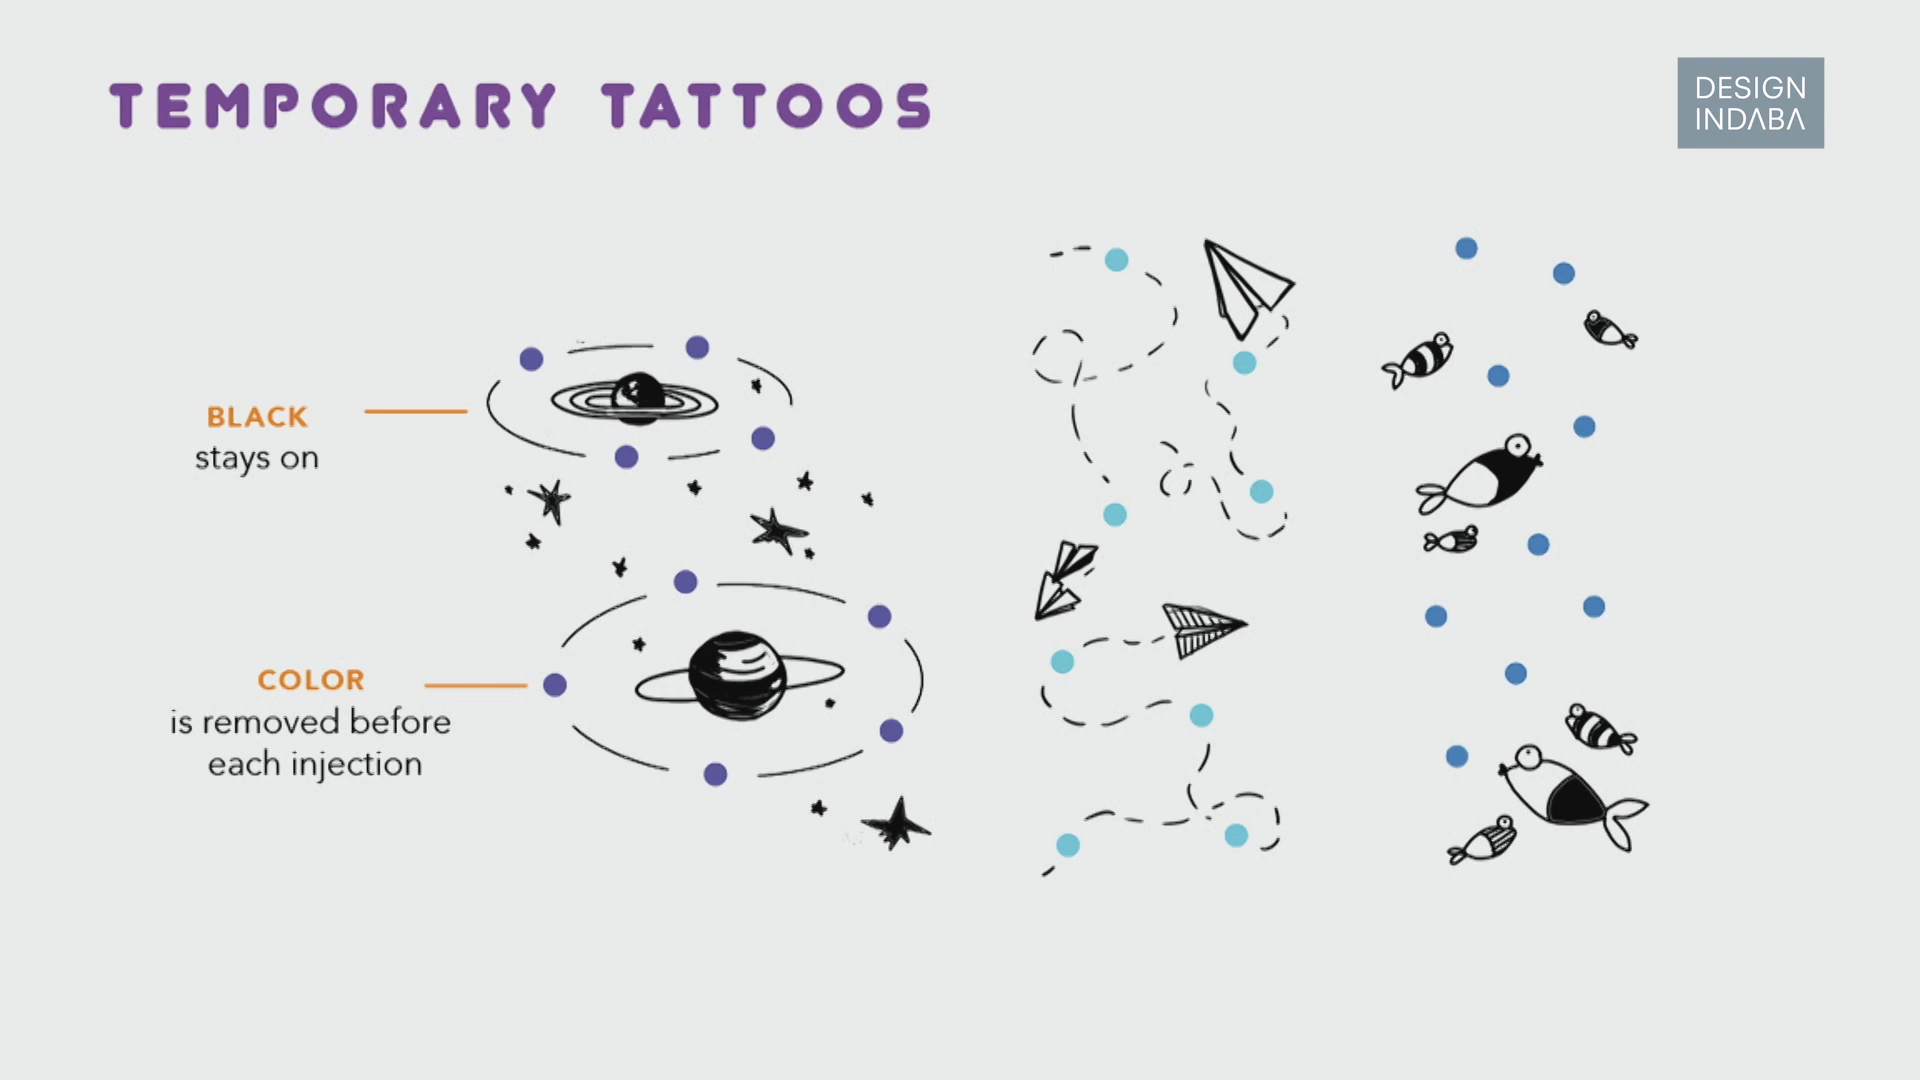 TEMPORARY TATTOOS
DESIGN
INDABA
BLACK
stays on
COLOR
is removed before
each injection